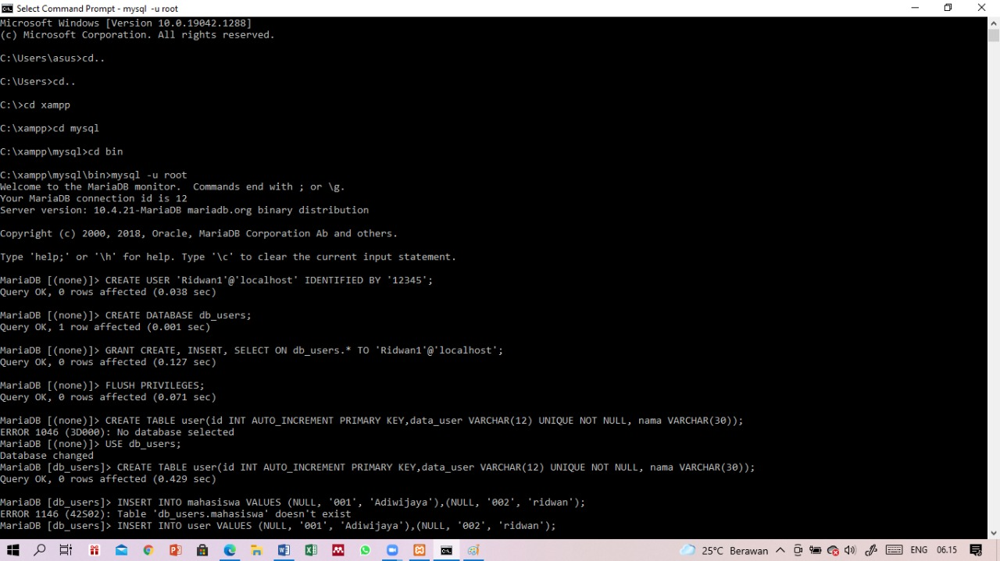 Select Command Prompt - mysql -u root
Microsoft Windows [Version 10.0.19042.1288]
(c) Microsoft Corporation. All rights reserved.
C:\Users\asus>cd..
C:\Users>cd..
C:\>cd xampp
C:\xampp>cd mysql
C:\xampp\mysql>cd bin
C:\xampp\mysql\bin>mysql -u root
Welcome to the MariaDB monitor.  Commands end with ; or \g.
Your MariaDB connection id is 12
Server version: 10.4.21-MariaDB mariadb.org binary distribution
Copyright (c) 2000, 2018, Oracle, MariaDB Corporation Ab and others.
Type 'help;' or '\h' for help. Type '\c' to clear the current input statement.
MariaDB [(none)]> CREATE USER 'Ridwan1'@'localhost' IDENTIFIED BY '12345';
Query OK, 0 rows affected (0.038 sec)
MariaDB [(none)]> CREATE DATABASE db_users;
Query OK, 1 row affected (0.001 sec)
MariaDB [(none)]> GRANT CREATE, INSERT, SELECT ON db_users.* TO 'Ridwan1'@'localhost';
Query OK, 0 rows affected (0.127 sec)
MariaDB [(none)]> FLUSH PRIVILEGES;
Query OK, 0 rows affected (0.071 sec)
MariaDB [(none)]> CREATE TABLE user(id INT AUTO_INCREMENT PRIMARY KEY,data_user VARCHAR(12) UNIQUE NOT NULL, nama VARCHAR(30));
ERROR 1046 (3D000): No database selected
MariaDB [(none)]> USE db_users;
Database changed
MariaDB [db_users]> CREATE TABLE user(id INT AUTO_INCREMENT PRIMARY KEY,data_user VARCHAR(12) UNIQUE NOT NULL, nama VARCHAR(30));
Query OK, 0 rows affected (0.429 sec)
MariaDB [db_users]> INSERT INTO mahasiswa VALUES (NULL, '001', 'Adiwijaya'),(NULL, '002', 'ridwan');
ERROR 1146 (42S02): Table 'db_users.mahasiswa' doesn't exist
MariaDB [db_users]> INSERT INTO user VALUES (NULL, '001', 'Adiwijaya'),(NULL, '002', 'ridwan');
25°C Berawan ENG 06.15